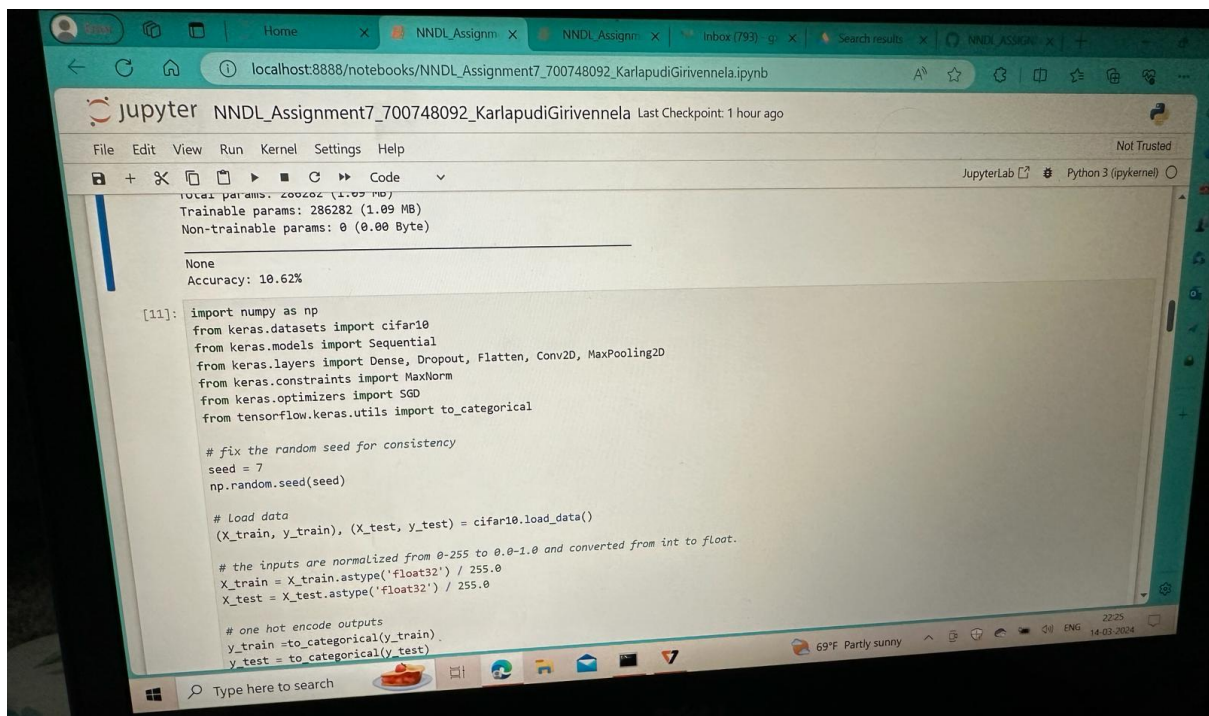 Home
NNDL_Assignm
NNDL_Assignm
Inbox (793)
Search results
NNDL_ASSIGN
localhost:8888/notebooks/NNDL_Assignment7_700748092_KarlapudiGirivennela.ipynb
jupyter NNDL_Assignment7_700748092_KarlapudiGirivennela Last Checkpoint: 1 hour ago
File Edit View Run Kernel Settings Help
Not Trusted
Code
JupyterLab
Python 3 (ipykernel)
Total params: 286282 (1.09 MB)
Trainable params: 286282 (1.09 MB)
Non-trainable params: 0 (0.00 Byte)
None
Accuracy: 10.62%
[11]: import numpy as np
from keras.datasets import cifar10
from keras.models import Sequential
from keras.layers import Dense, Dropout, Flatten, Conv2D, MaxPooling2D
from keras.constraints import MaxNorm
from keras.optimizers import SGD
from tensorflow.keras.utils import to_categorical
# fix the random seed for consistency
seed = 7
np.random.seed(seed)
# Load data
(X_train, y_train), (X_test, y_test) = cifar10.load_data()
# the inputs are normalized from 0-255 to 0.0-1.0 and converted from int to float.
X_train = X_train.astype('float32') / 255.0
X_test = X_test.astype('float32') / 255.0
# one hot encode outputs
y_train =to_categorical(y_train)
y_test = to_categorical(y_test)
Type here to search
69°F Partly sunny
ENG
22:25
14-03-2024